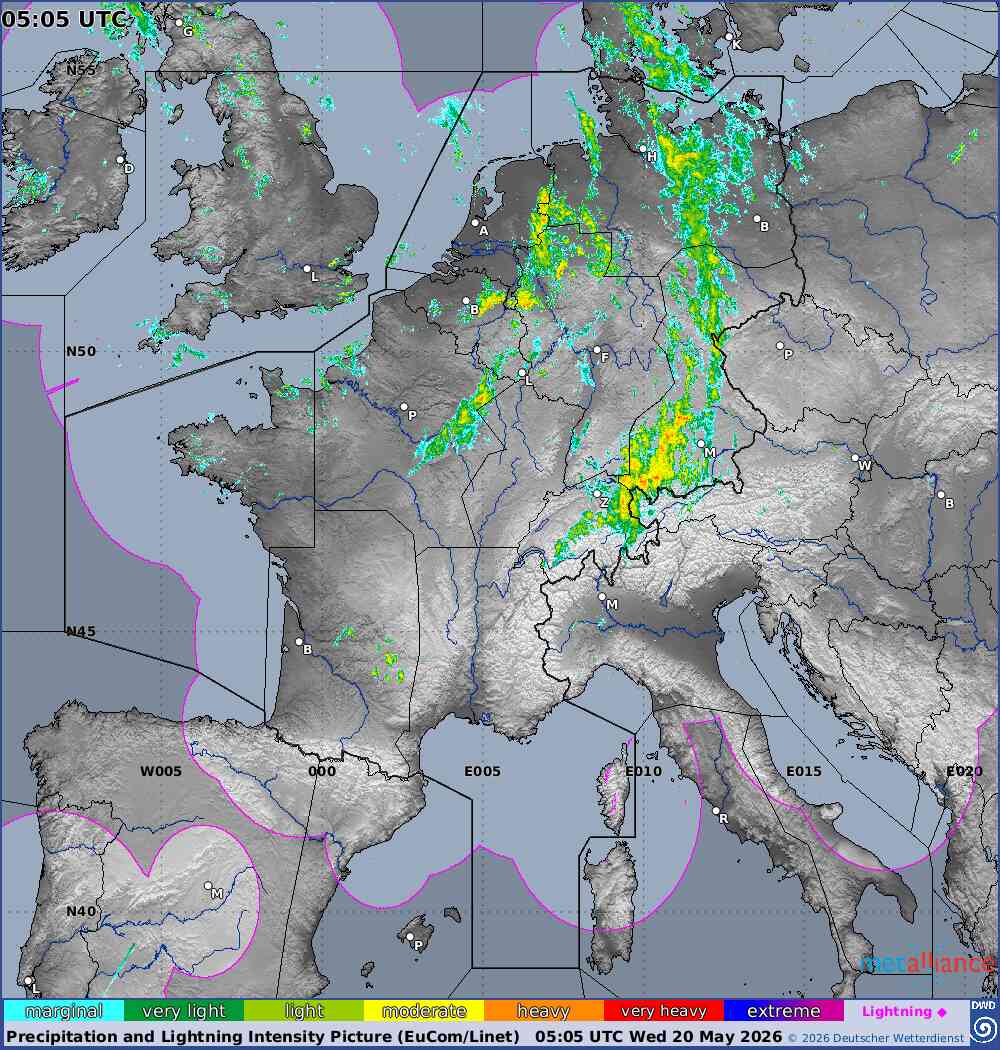 05:05 UTC
G
K
N55
D
H
A
B
L
B
N50
F
P
L
P
M
W
Z
B
M
N45
B
W005
000
E005
E010
E015
E020
R
M
N40
P
L
metalliance
marginal
very light
light
moderate
heavy
very heavy
extreme
Lightning ◆
DWD
Precipitation and Lightning Intensity Picture (EuCom/Linet) 05:05 UTC Wed 20 May 2026 © 2026 Deutscher Wetterdienst